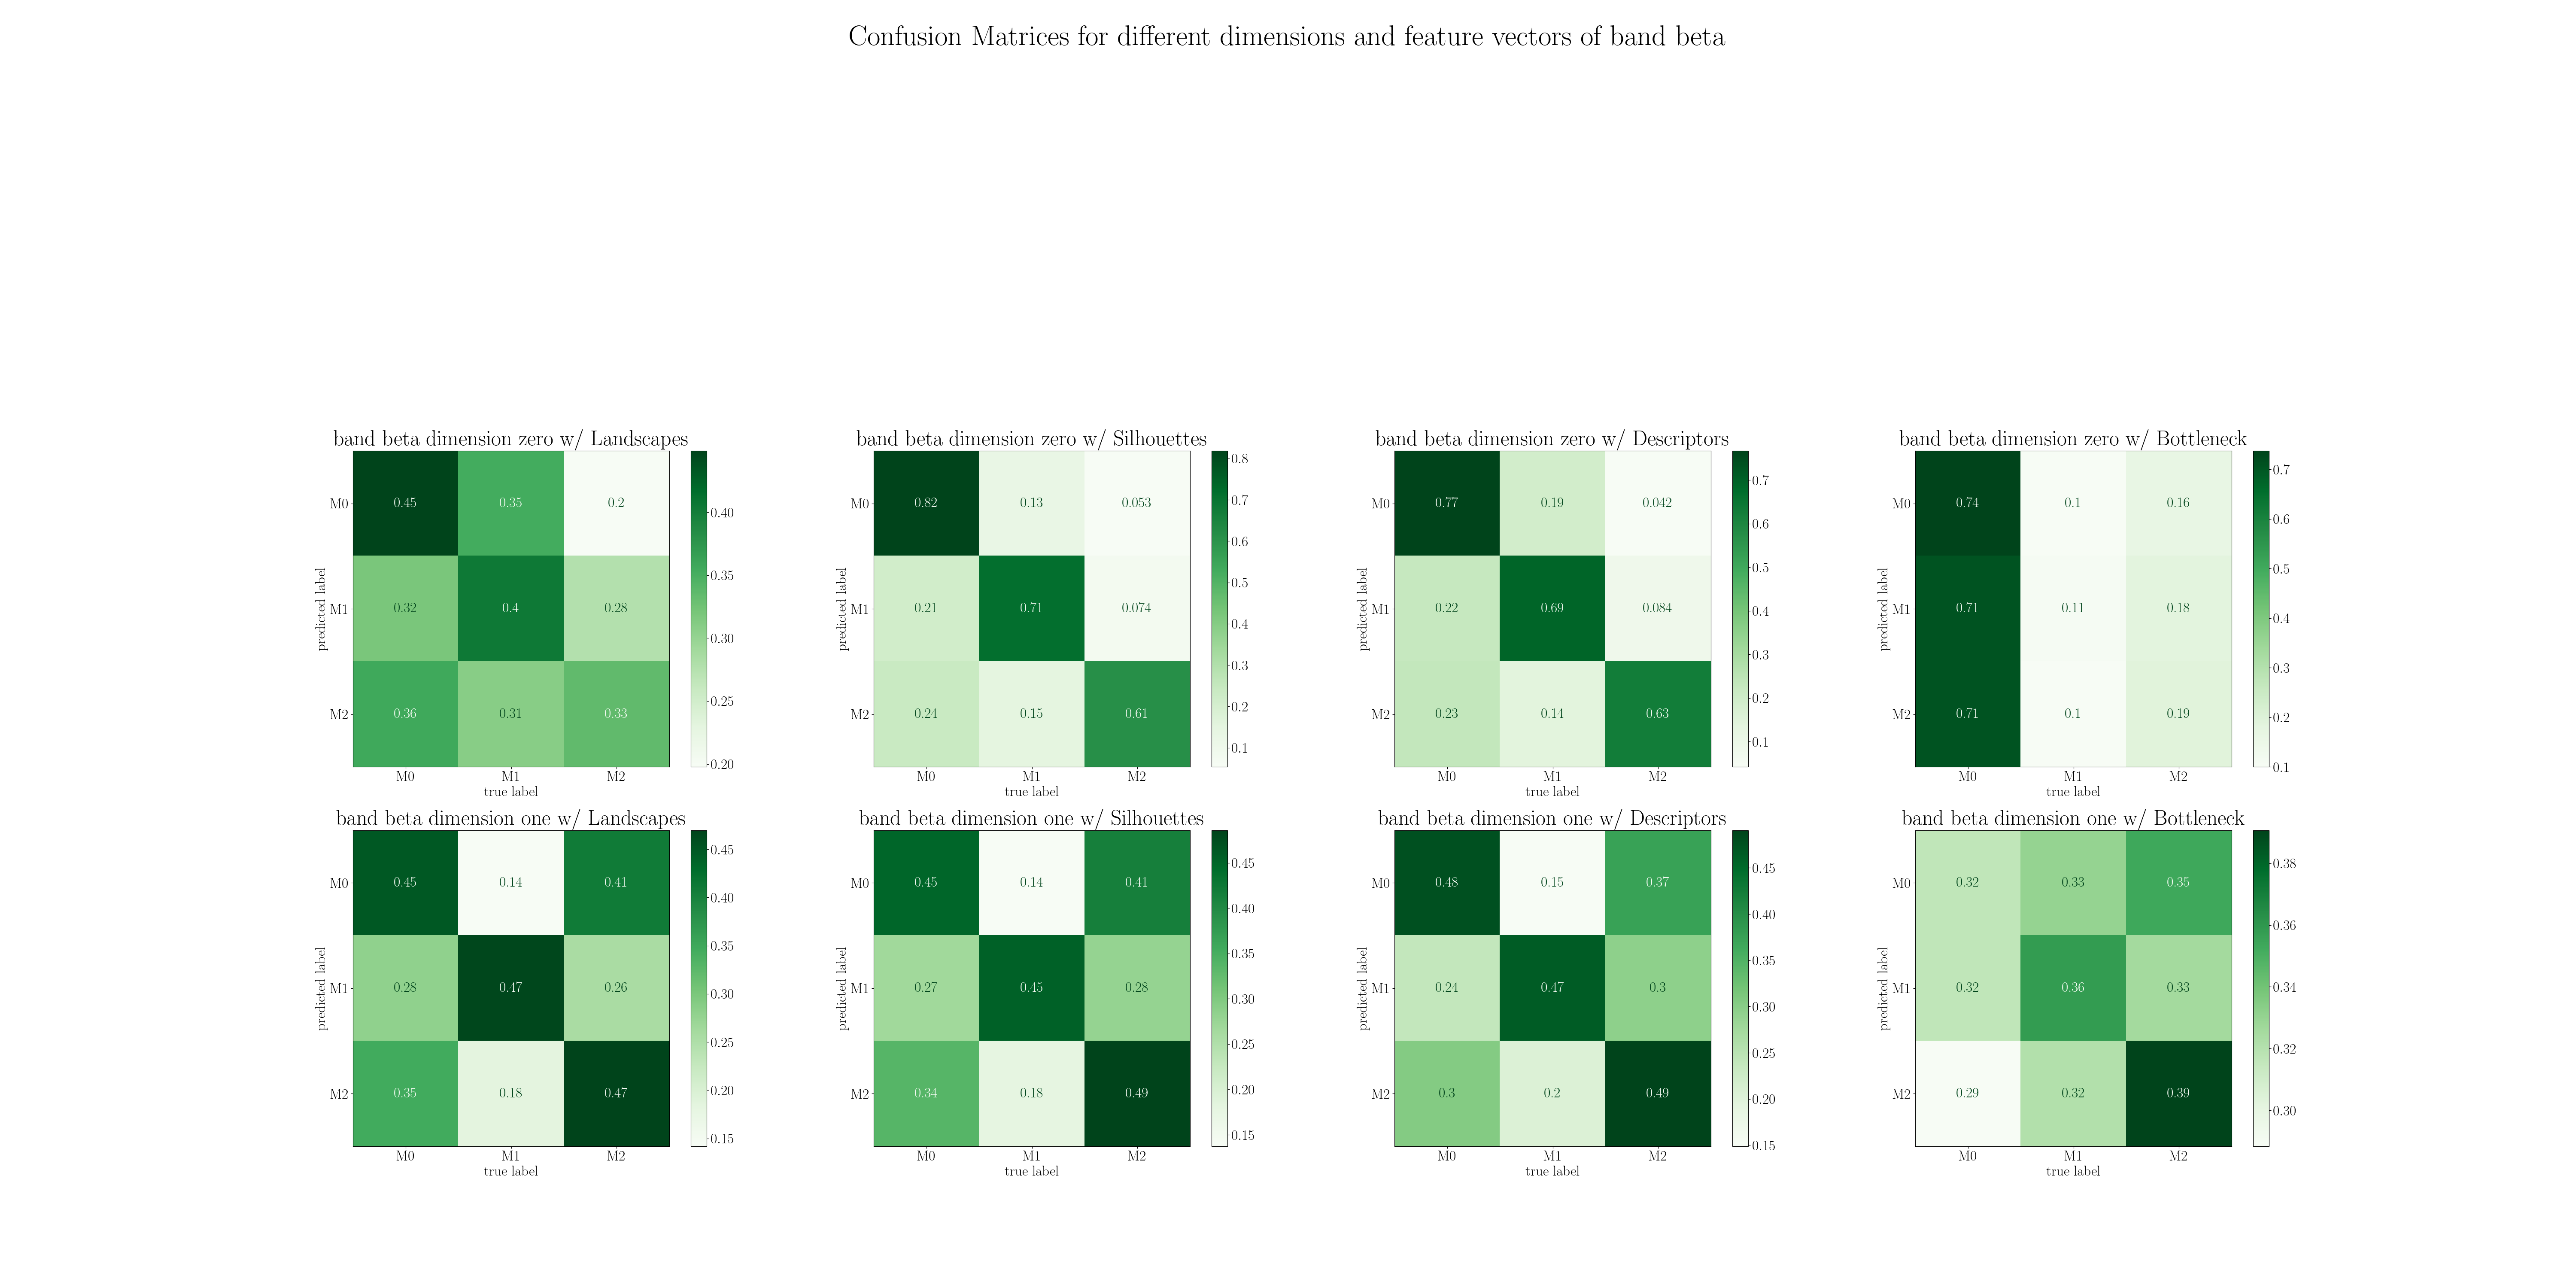 Confusion Matrices for different dimensions and feature vectors of band beta
band beta dimension zero w/ Landscapes
M0 0.45 0.35 0.2
M1 0.32 0.4 0.28
M2 0.36 0.31 0.33
M0 M1 M2
true label
predicted label
0.40
0.35
0.30
0.25
0.20
band beta dimension zero w/ Silhouettes
M0 0.82 0.13 0.053
M1 0.21 0.71 0.074
M2 0.24 0.15 0.61
M0 M1 M2
true label
predicted label
0.8
0.7
0.6
0.5
0.4
0.3
0.2
0.1
band beta dimension zero w/ Descriptors
M0 0.77 0.19 0.042
M1 0.22 0.69 0.084
M2 0.23 0.14 0.63
M0 M1 M2
true label
predicted label
0.7
0.6
0.5
0.4
0.3
0.2
0.1
band beta dimension zero w/ Bottleneck
M0 0.74 0.1 0.16
M1 0.71 0.11 0.18
M2 0.71 0.1 0.19
M0 M1 M2
true label
predicted label
0.7
0.6
0.5
0.4
0.3
0.2
0.1
band beta dimension one w/ Landscapes
M0 0.45 0.14 0.41
M1 0.28 0.47 0.26
M2 0.35 0.18 0.47
M0 M1 M2
true label
predicted label
0.45
0.40
0.35
0.30
0.25
0.20
0.15
band beta dimension one w/ Silhouettes
M0 0.45 0.14 0.41
M1 0.27 0.45 0.28
M2 0.34 0.18 0.49
M0 M1 M2
true label
predicted label
0.45
0.40
0.35
0.30
0.25
0.20
0.15
band beta dimension one w/ Descriptors
M0 0.48 0.15 0.37
M1 0.24 0.47 0.3
M2 0.3 0.2 0.49
M0 M1 M2
true label
predicted label
0.45
0.40
0.35
0.30
0.25
0.20
0.15
band beta dimension one w/ Bottleneck
M0 0.32 0.33 0.35
M1 0.32 0.36 0.33
M2 0.29 0.32 0.39
M0 M1 M2
true label
predicted label
0.38
0.36
0.34
0.32
0.30